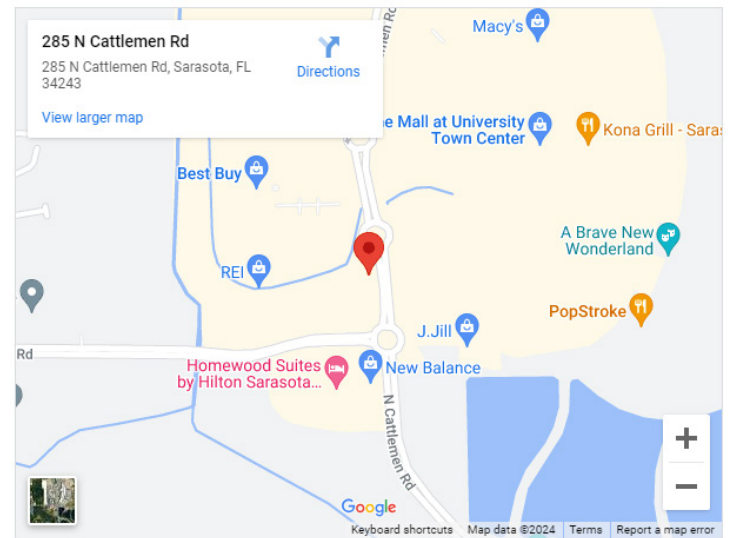 285 N Cattlemen Rd
285 N Cattlemen Rd, Sarasota, FL
34243
Directions
View larger map
Macy's
en Rd
e Mall at University
Town Center
Kona Grill - Saras
Best Buy
A Brave New
Wonderland
REI
PopStroke
J.Jill
Rd
Homewood Suites
by Hilton Sarasota...
New Balance
N Cattlemen Rd
Google
Keyboard shortcuts
Map data ©2024
Terms
Report a map error